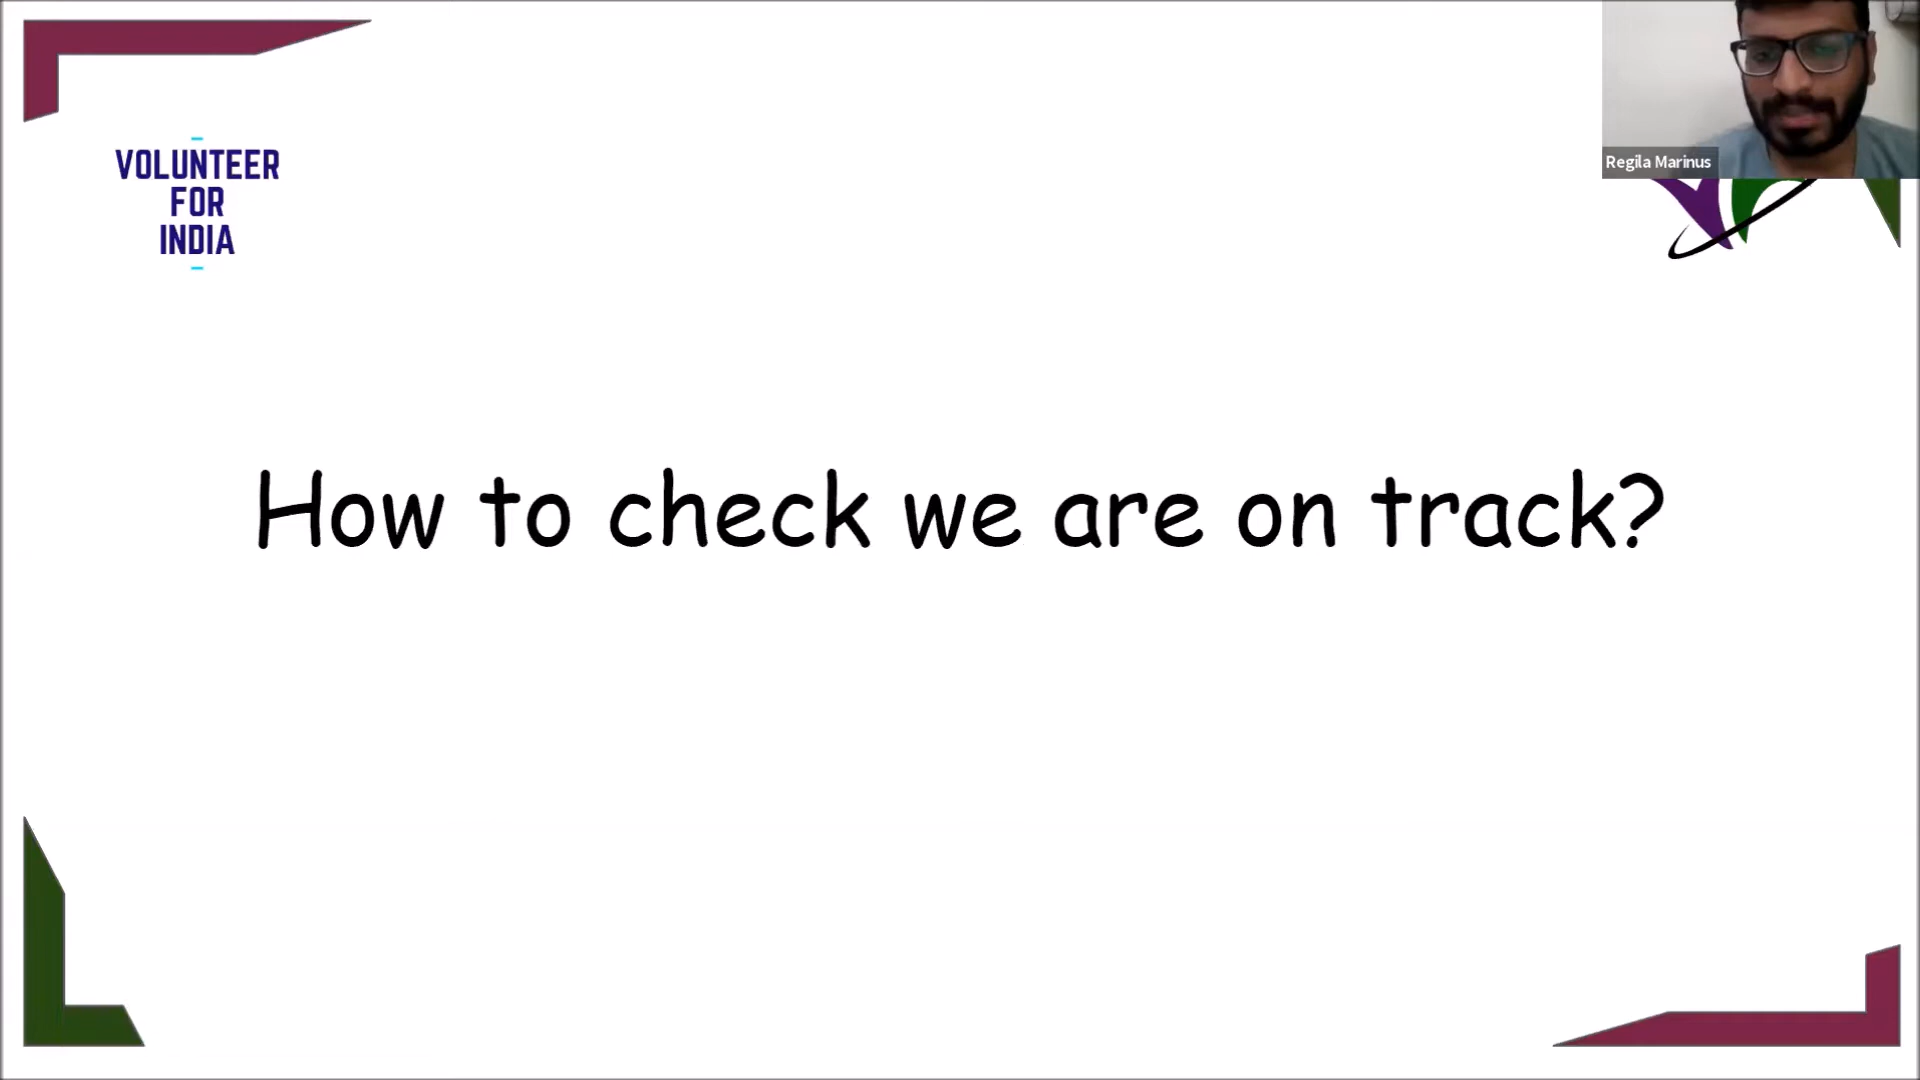 VOLUNTEER
FOR
INDIA
Regila Marinus
How to check we are on track?